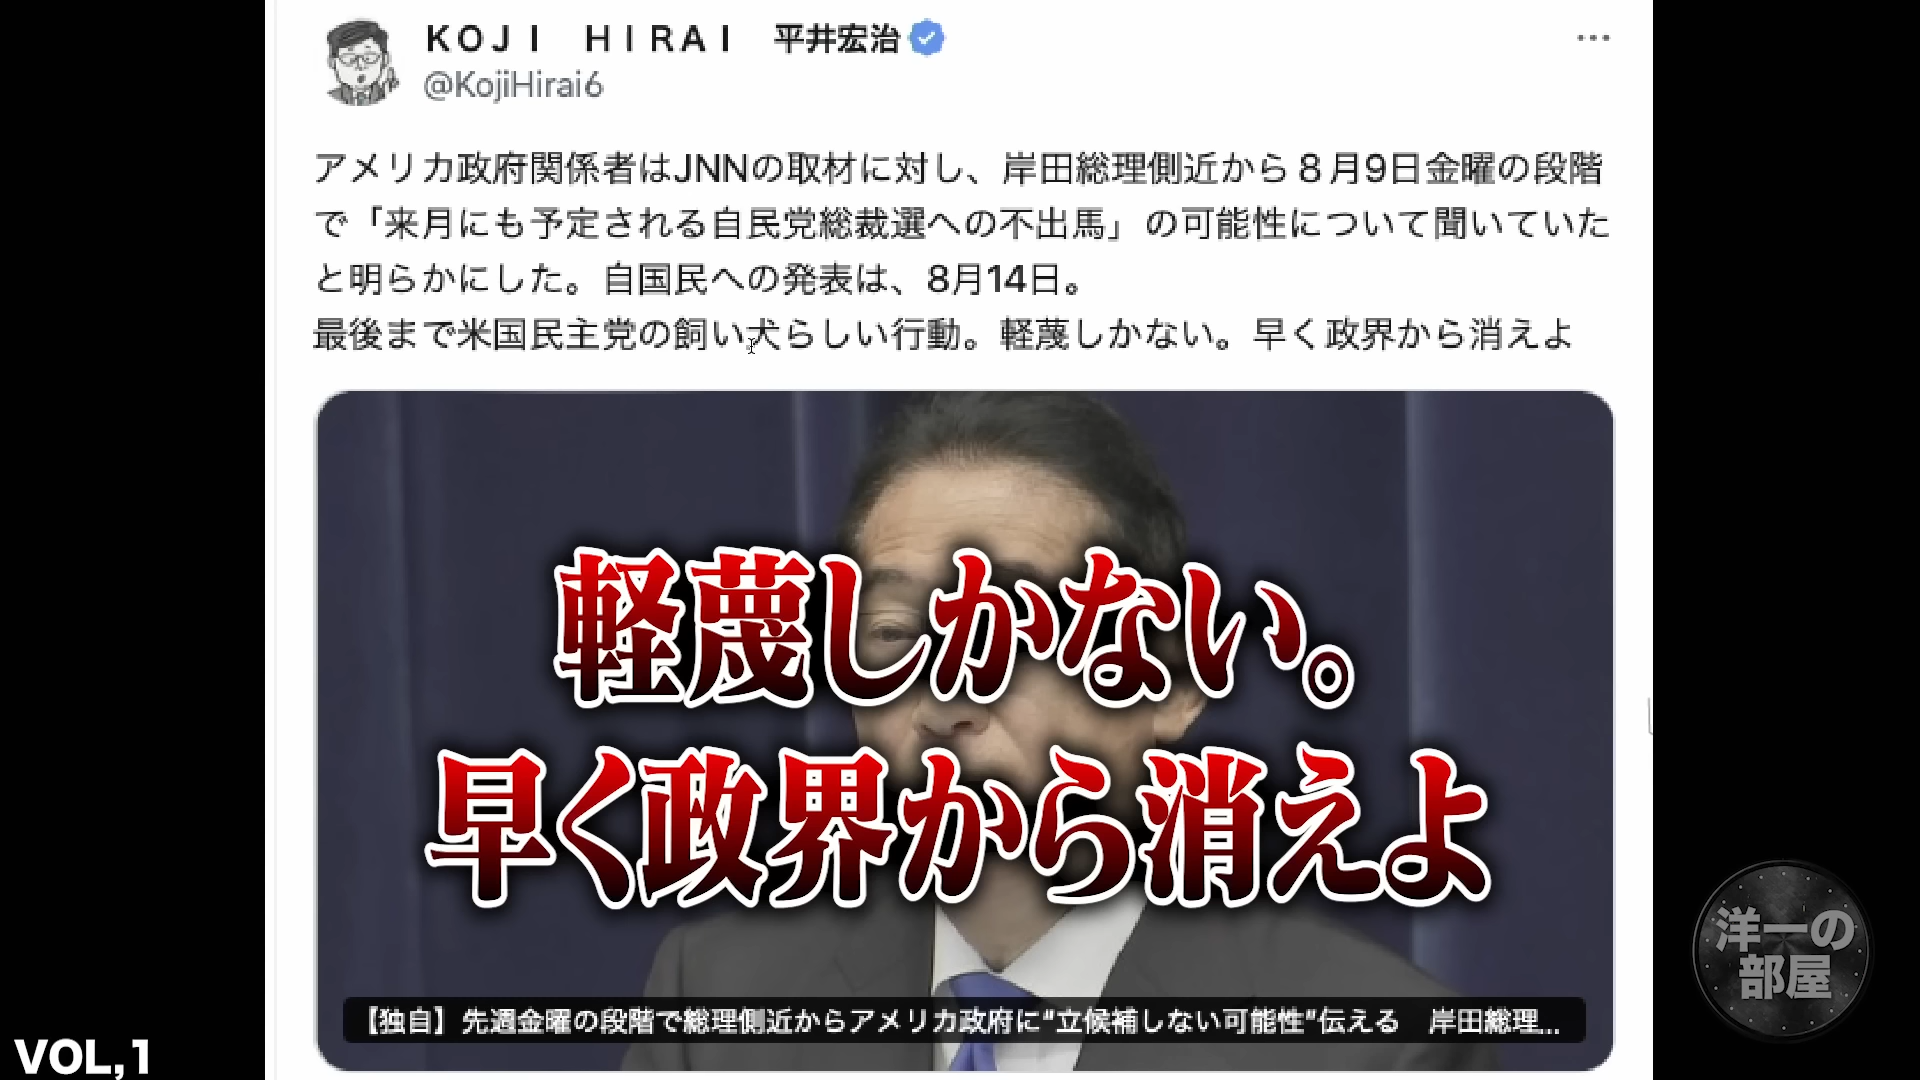 KOJI HIRAI 平井宏治
@KojiHirai6
アメリカ政府関係者はJNNの取材に対し、岸田総理側近から８月9日金曜の段階
で「来月にも予定される自民党総裁選への不出馬」の可能性について聞いていた
と明らかにした。自国民への発表は、8月14日。
最後まで米国民主党の飼い犬らしい行動。軽蔑しかない。早く政界から消えよ
軽蔑しかない。
早く政界から消えよ
【独自】先週金曜の段階で総理側近からアメリカ政府に“立候補しない可能性”伝える　岸田総理...
洋一の
部屋
VOL,1